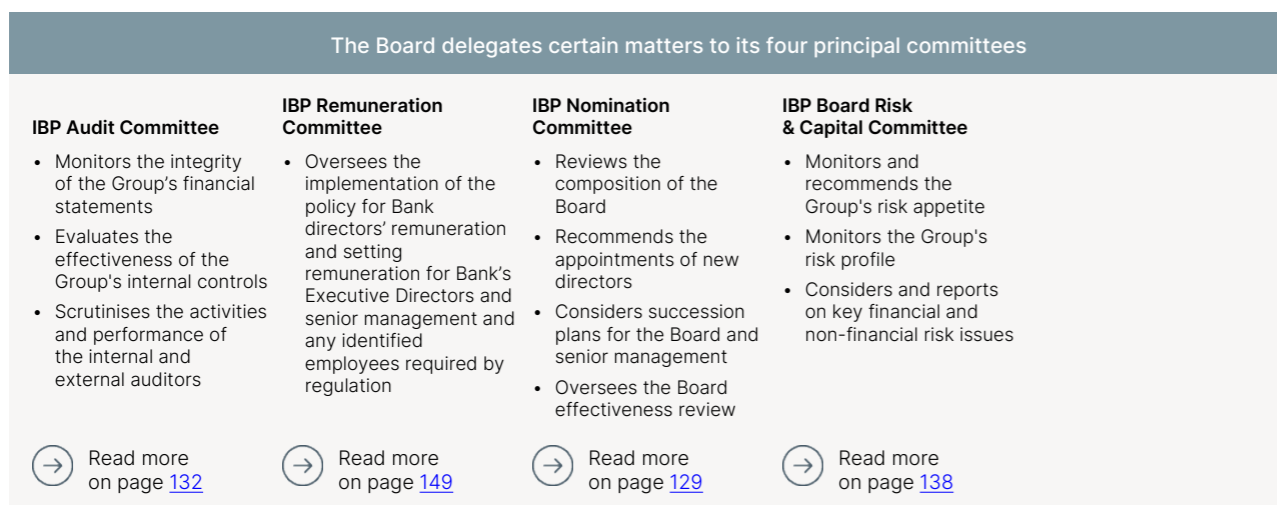 The Board delegates certain matters to its four principal committees
IBP Audit Committee
• Monitors the integrity
of the Group’s financial
statements
• Evaluates the
effectiveness of the
Group's internal controls
• Scrutinises the activities
and performance of
the internal and
external auditors
Read more
on page 132
IBP Remuneration
Committee
• Oversees the
implementation of the
policy for Bank
directors’ remuneration
and setting
remuneration for Bank’s
Executive Directors and
senior management and
any identified
employees required by
regulation
Read more
on page 149
IBP Nomination
Committee
• Reviews the
composition of the
Board
• Recommends the
appointments of new
directors
• Considers succession
plans for the Board and
senior management
• Oversees the Board
effectiveness review
Read more
on page 129
IBP Board Risk
& Capital Committee
• Monitors and
recommends the
Group's risk appetite
• Monitors the Group's
risk profile
• Considers and reports
on key financial and
non-financial risk issues
Read more
on page 138